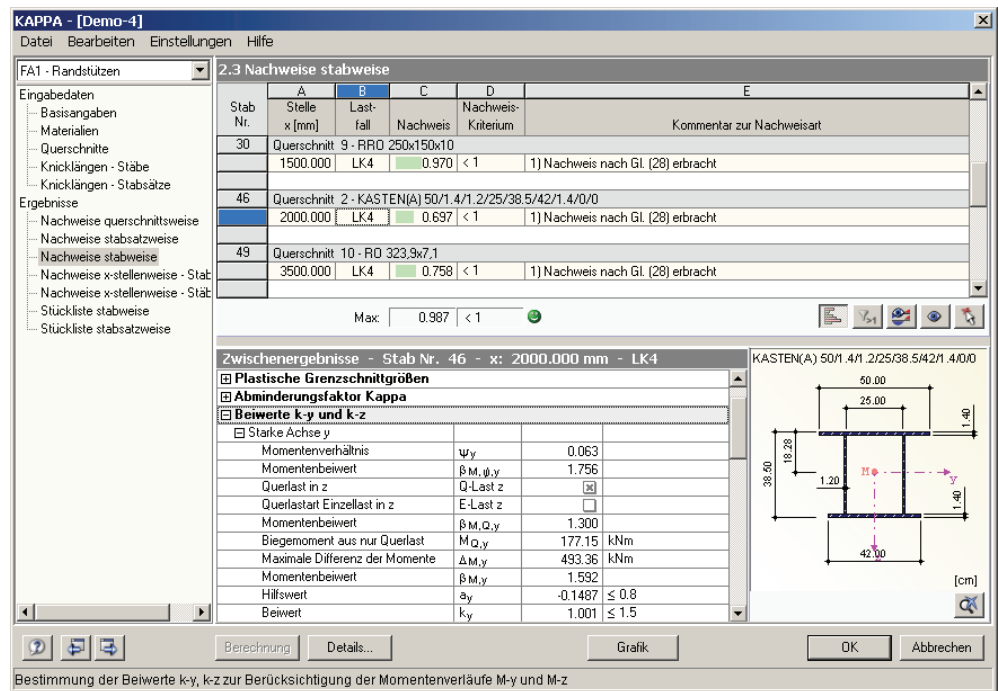 KAPPA - [Demo-4]
Datei Bearbeiten Einstellungen Hilfe
FA1 - Randstützen
Eingabedaten
Basisangaben
Materialien
Querschnitte
Knicklängen - Stäbe
Knicklängen - Stabsätze
Ergebnisse
Nachweise querschnittsweise
Nachweise stabsatzweise
Nachweise stabweise
Nachweise x-stellenweise - Stab
Nachweise x-stellenweise - Stäb
Stückliste stabweise
Stückliste stabsatzweise
2.3 Nachweise stabweise
A B C D E
Stab Nr. Stelle x [mm] Last- fall Nachweis Nachweis- Kriterium Kommentar zur Nachweisart
30 Querschnitt 9 - RRO 250x150x10
1500.000 LK4 0.970 < 1 1) Nachweis nach Gl. (28) erbracht
46 Querschnitt 2 - KASTEN(A) 50/1.4/1.2/25/38.5/42/1.4/0/0
2000.000 LK4 0.697 < 1 1) Nachweis nach Gl. (28) erbracht
49 Querschnitt 10 - RO 323,9x7,1
3500.000 LK4 0.758 < 1 1) Nachweis nach Gl. (28) erbracht
Max: 0.987 < 1
Zwischenergebnisse - Stab Nr. 46 - x: 2000.000 mm - LK4
Plastische Grenzschnittgrößen
Abminderungsfaktor Kappa
Beiwerte k-y und k-z
Starke Achse y
Momentenverhältnis ψy 0.063
Momentenbeiwert βM,ψ,y 1.756
Querlast in z Q-Last z
Querlastart Einzellast in z E-Last z
Momentenbeiwert βM,Q,y 1.300
Biegemoment aus nur Querlast MQ,y 177.15 kNm
Maximale Differenz der Momente ΔM,y 493.36 kNm
Momentenbeiwert βM,y 1.592
Hilfswert ay -0.1487 ≤ 0.8
Beiwert ky 1.001 ≤ 1.5
KASTEN(A) 50/1.4/1.2/25/38.5/42/1.4/0/0
50.00
25.00
1.40
18.28
38.50
M
y
1.20
1.40
z
42.00
[cm]
Berechnung Details... Grafik OK Abbrechen
Bestimmung der Beiwerte k-y, k-z zur Berücksichtigung der Momentenverläufe M-y und M-z